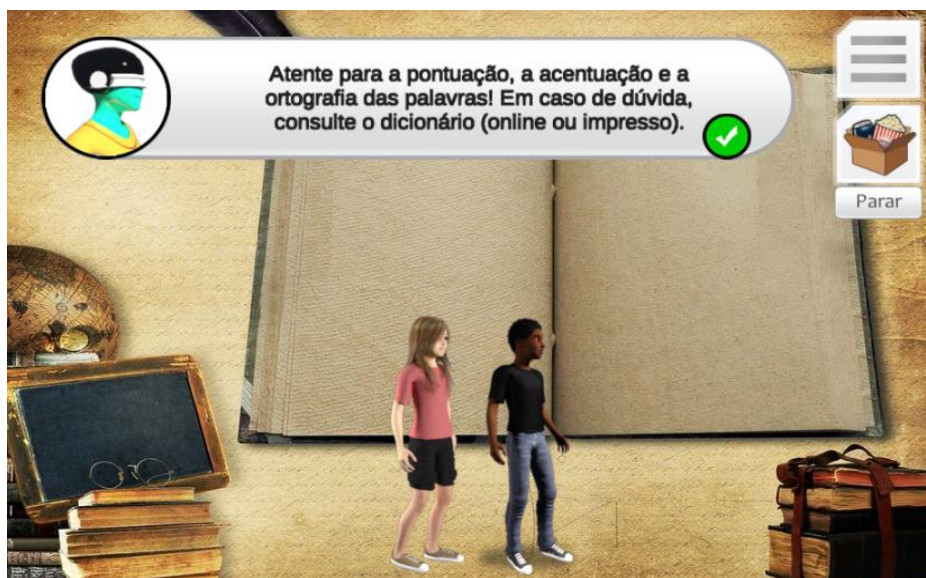 Atente para a pontuação, a acentuação e a
ortografia das palavras! Em caso de dúvida,
consulte o dicionário (online ou impresso).
Parar